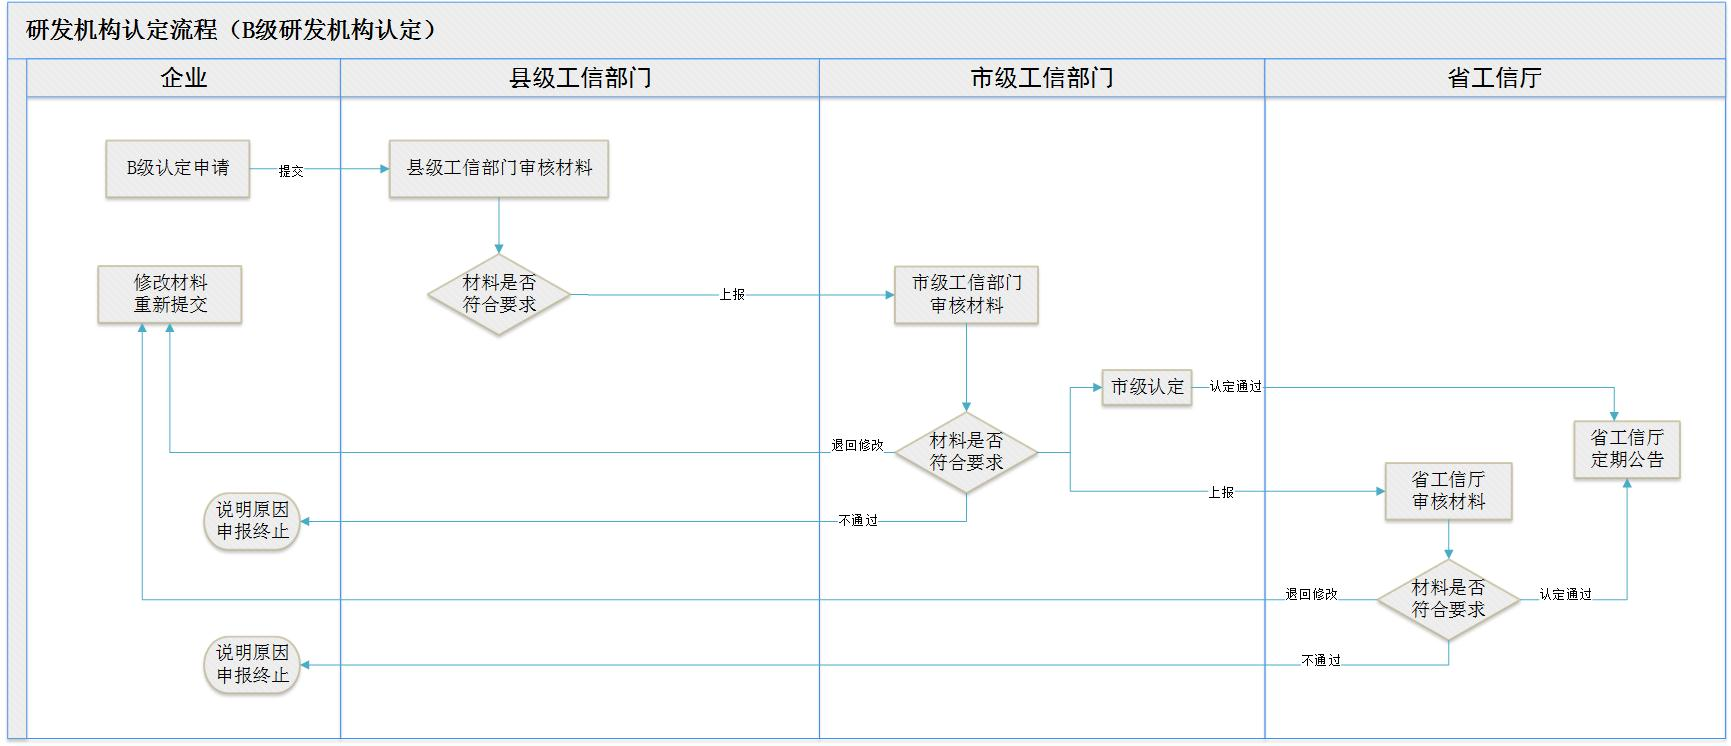 研发机构认定流程（B级研发机构认定）
企业
县级工信部门
市级工信部门
省工信厅
B级认定申请
提交
县级工信部门审核材料
修改材料
重新提交
材料是否
符合要求
上报
市级工信部门
审核材料
市级认定
认定通过
退回修改
材料是否
符合要求
省工信厅
定期公告
说明原因
申报终止
不通过
上报
省工信厅
审核材料
退回修改
材料是否
符合要求
认定通过
说明原因
申报终止
不通过